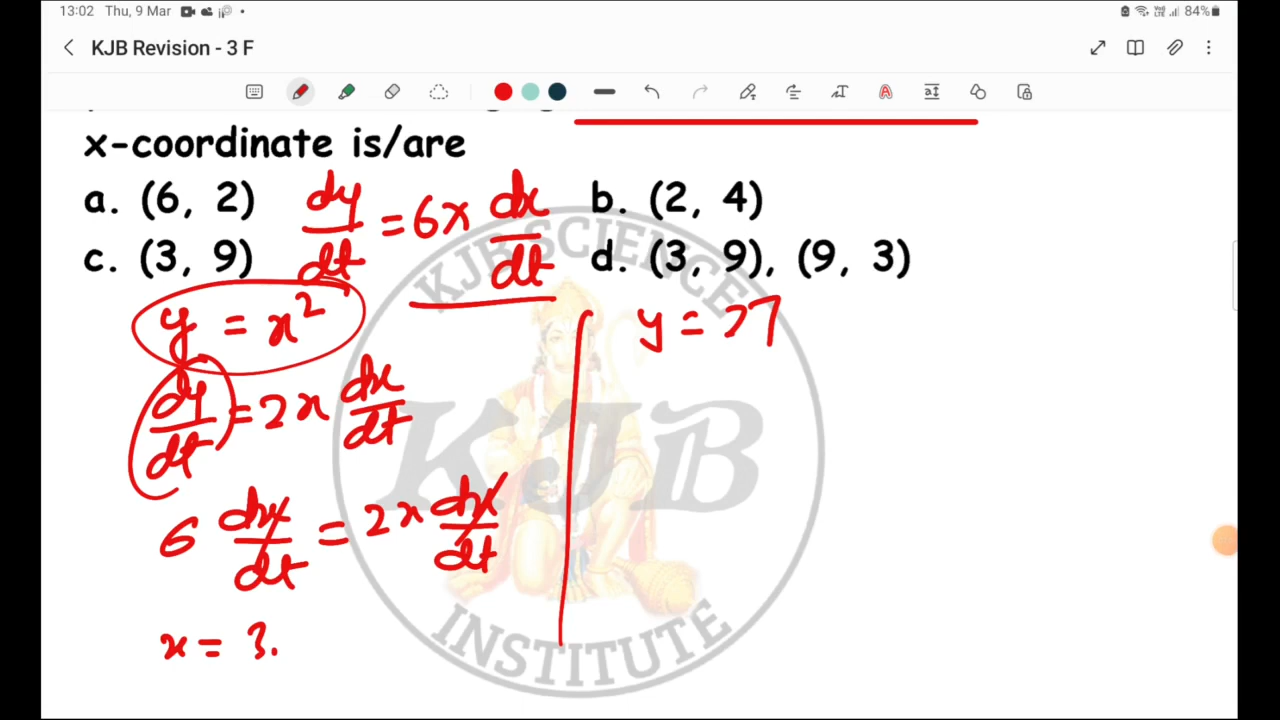 13:02 Thu, 9 Mar
84%
KJB Revision - 3 F
x-coordinate is/are
a. (6, 2) b. (2, 4)
c. (3, 9) d. (3, 9), (9, 3)
dy/dt = 6 × dx/dt
y = x²
dy/dt = 2x dx/dt
6 dx/dt = 2x dx/dt
x = 3.
y = 27
KJB SCIENCE
KJB
INSTITUTE